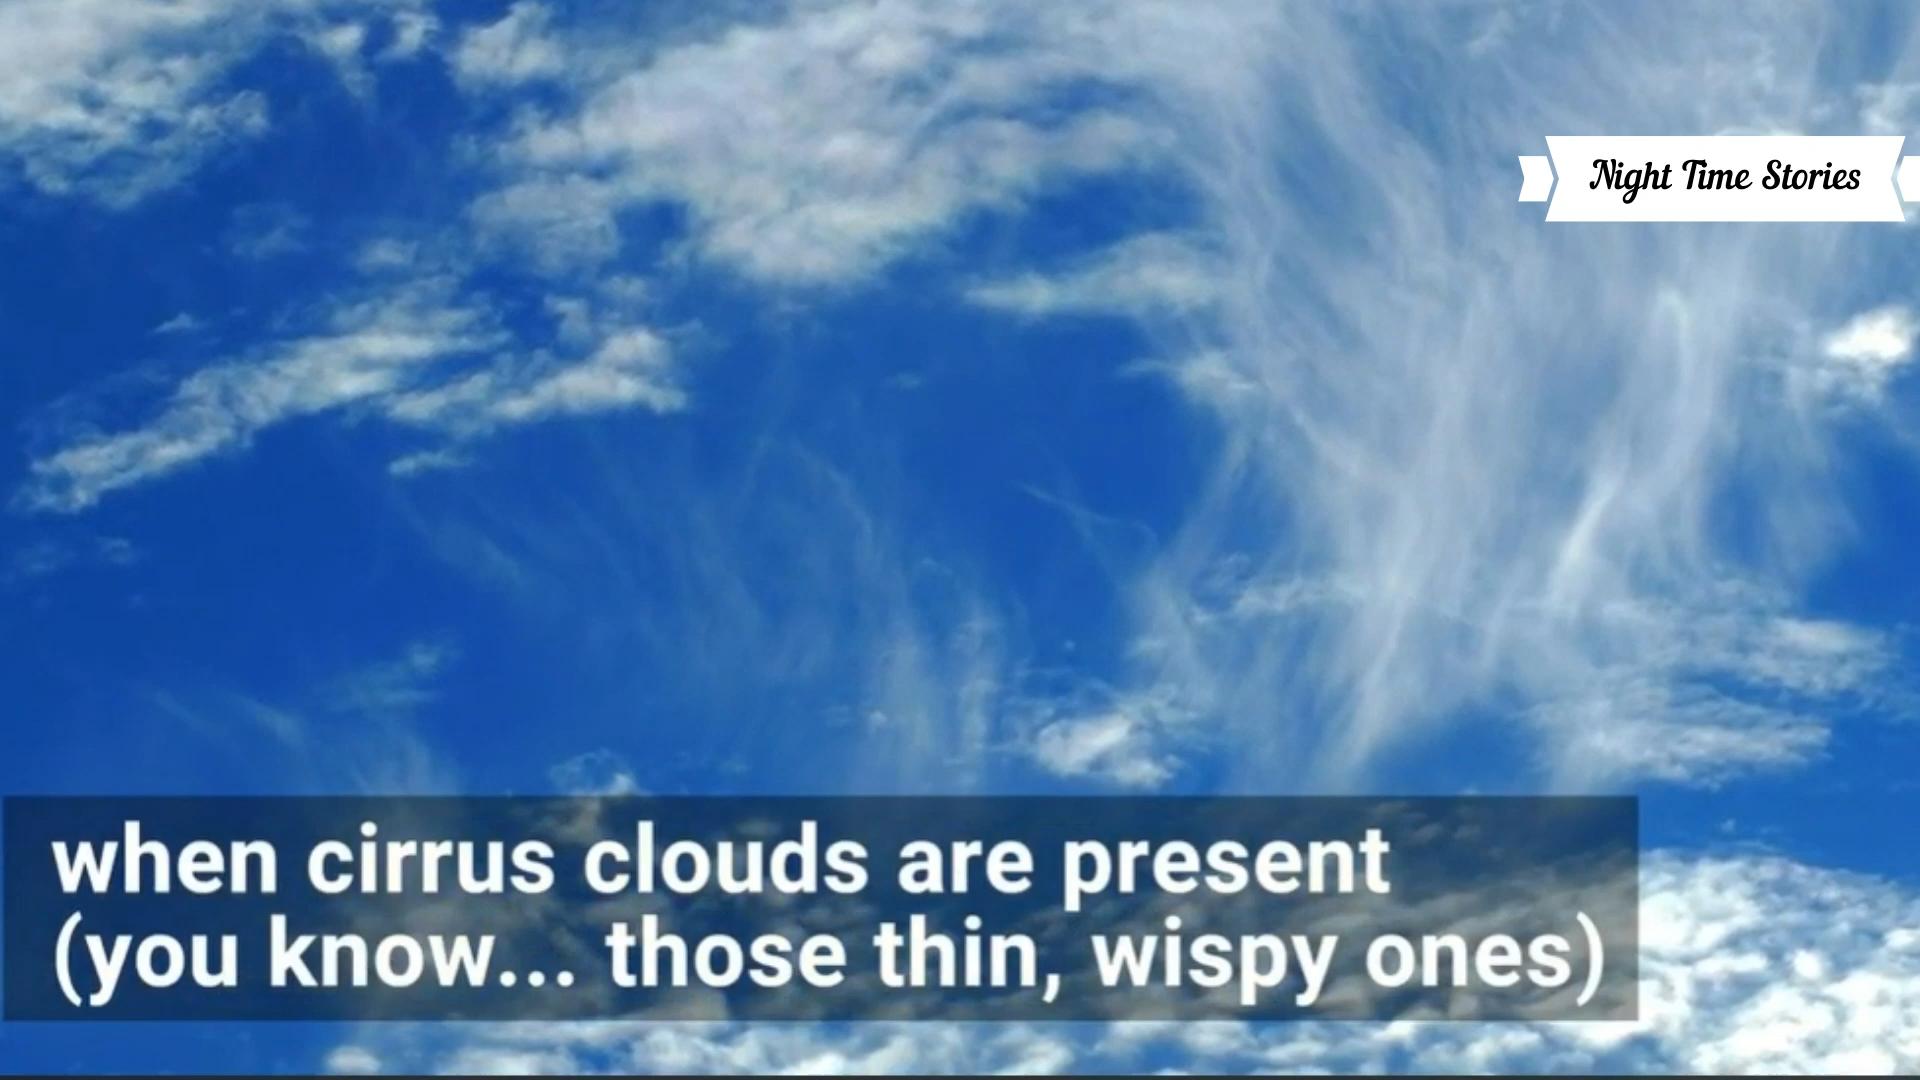 Night Time Stories
when cirrus clouds are present
(you know... those thin, wispy ones)